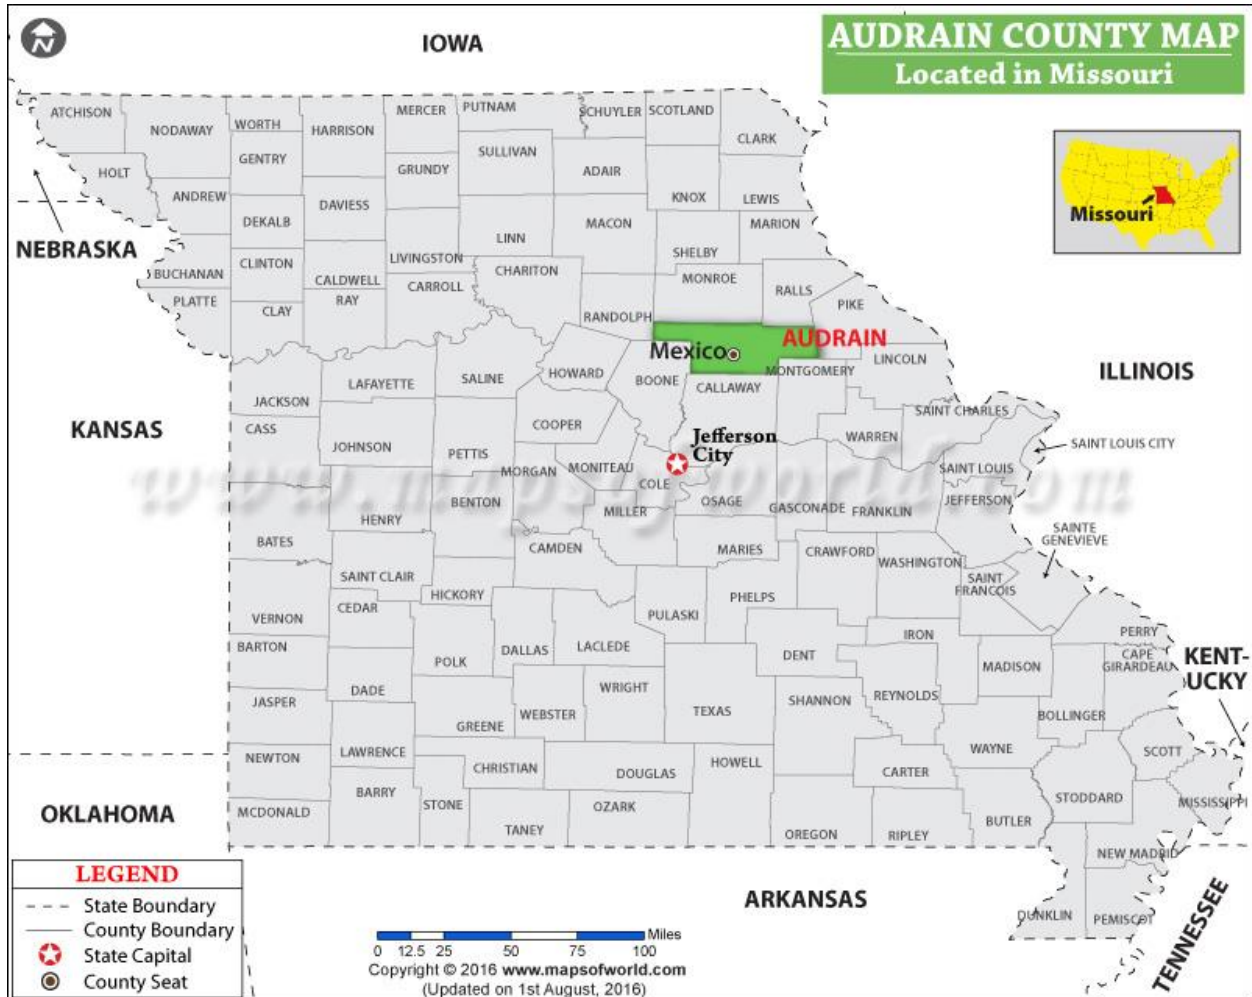 N
IOWA
AUDRAIN COUNTY MAP
Located in Missouri
Missouri
NEBRASKA
KANSAS
ILLINOIS
OKLAHOMA
ARKANSAS
KENT-
UCKY
TENNESSEE
ATCHISON
NODAWAY
WORTH
HARRISON
MERCER
PUTNAM
SCHUYLER
SCOTLAND
CLARK
HOLT
GENTRY
GRUNDY
SULLIVAN
ADAIR
KNOX
LEWIS
ANDREW
DEKALB
DAVIESS
LINN
MACON
SHELBY
MARION
BUCHANAN
CLINTON
CALDWELL
LIVINGSTON
CHARITON
MONROE
RALLS
PIKE
PLATTE
CLAY
RAY
CARROLL
RANDOLPH
AUDRAIN
Mexico
LINCOLN
JACKSON
LAFAYETTE
SALINE
HOWARD
BOONE
CALLAWAY
MONTGOMERY
SAINT CHARLES
WARREN
SAINT LOUIS CITY
CASS
JOHNSON
PETTIS
COOPER
MORGAN
MONITEAU
Jefferson
City
COLE
OSAGE
GASCONADE
FRANKLIN
SAINT LOUIS
JEFFERSON
www.mapsofworld.com
BATES
HENRY
BENTON
MILLER
CAMDEN
MARIES
CRAWFORD
WASHINGTON
SAINTE
GENEVIEVE
SAINT
FRANCOIS
VERNON
SAINT CLAIR
CEDAR
HICKORY
PULASKI
PHELPS
IRON
PERRY
BARTON
POLK
DALLAS
LACLEDE
DENT
MADISON
CAPE
GIRARDEAU
JASPER
DADE
GREENE
WEBSTER
WRIGHT
TEXAS
SHANNON
REYNOLDS
BOLLINGER
NEWTON
LAWRENCE
CHRISTIAN
DOUGLAS
HOWELL
CARTER
WAYNE
SCOTT
MCDONALD
BARRY
STONE
TANEY
OZARK
OREGON
RIPLEY
BUTLER
STODDARD
MISSISSIPPI
NEW MADRID
DUNKLIN
PEMISCOT
LEGEND
State Boundary
County Boundary
State Capital
County Seat
Miles
0 12.5 25 50 75 100
Copyright © 2016 www.mapsofworld.com
(Updated on 1st August, 2016)